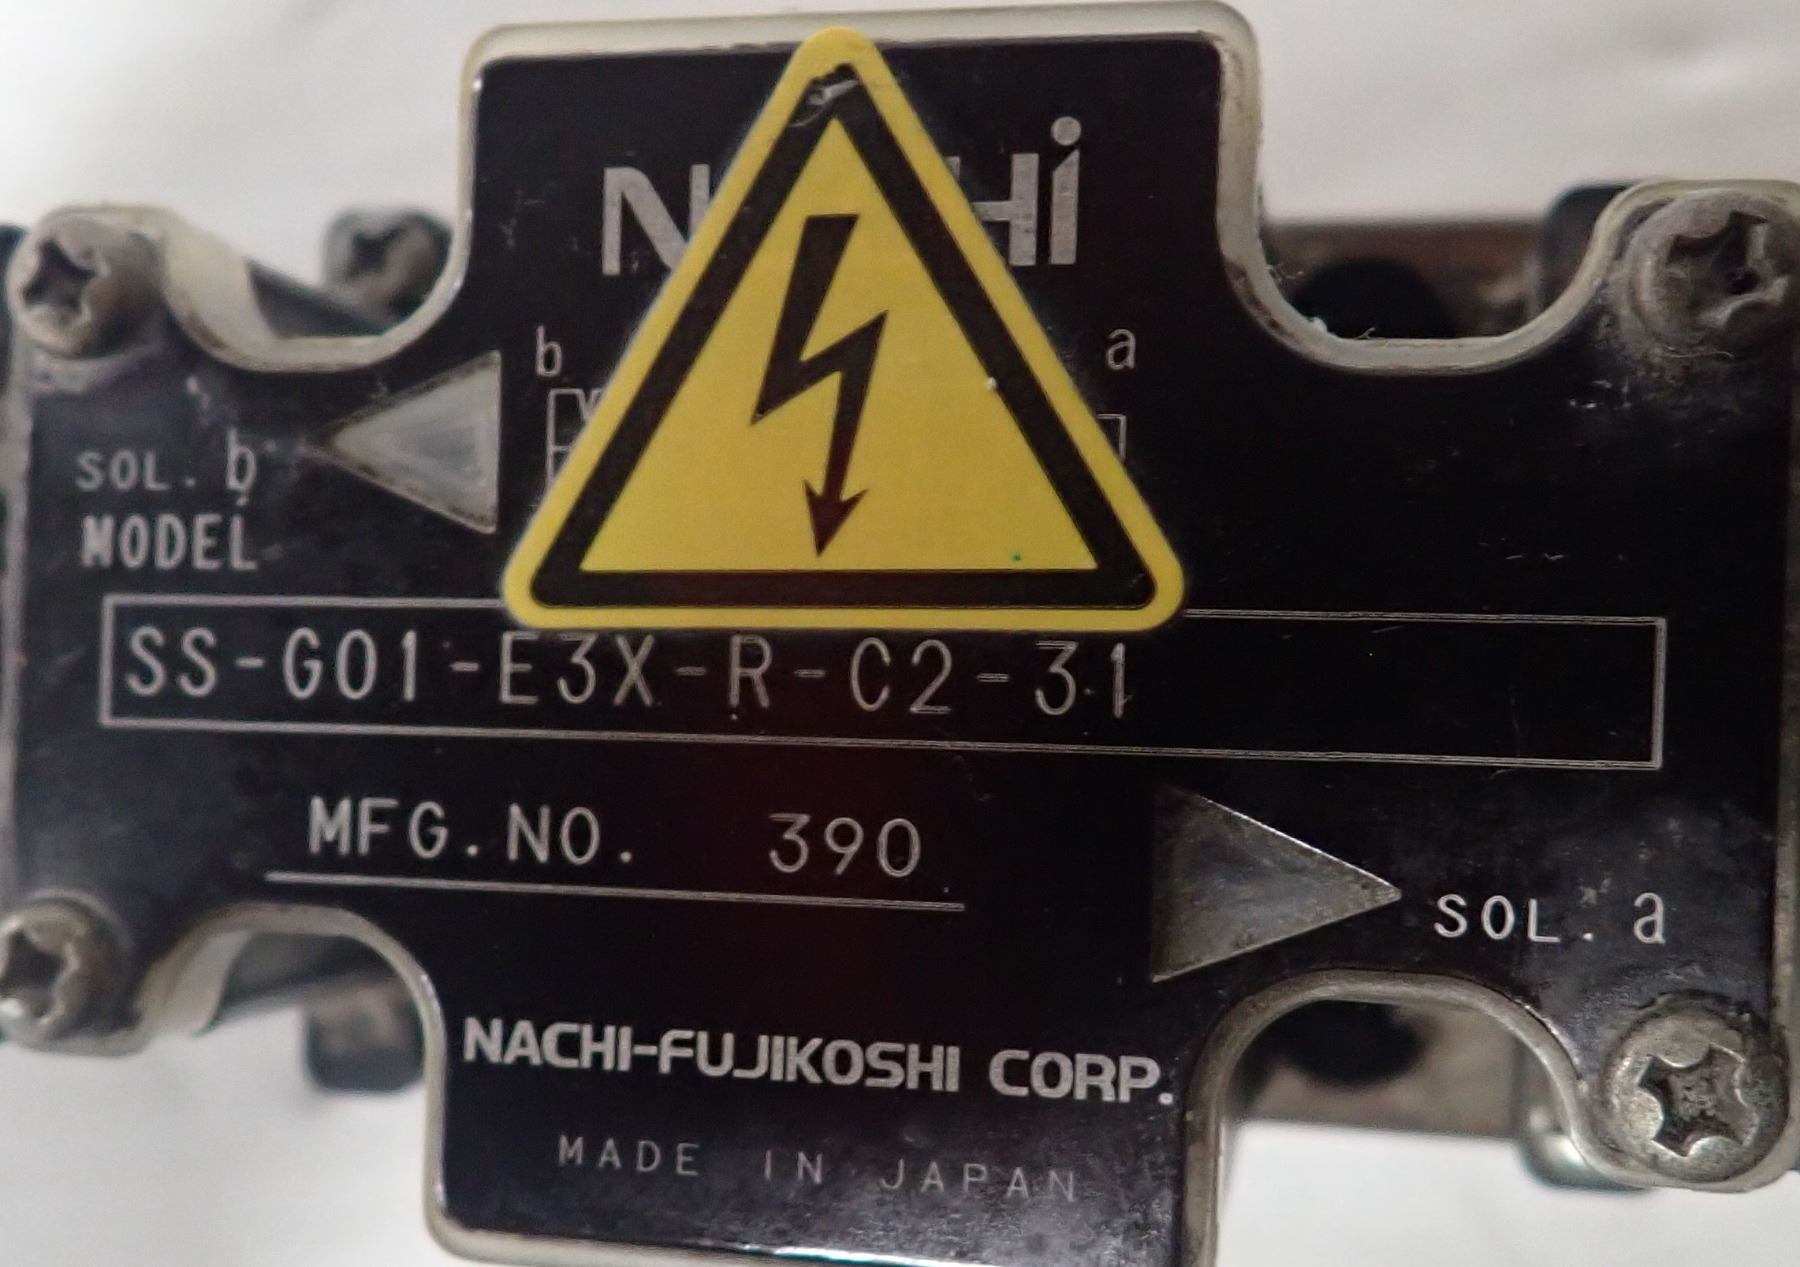 b a
SOL. b
MODEL
SS-G01-E3X-R-C2-31
MFG.NO. 390
SOL. a
NACHI-FUJIKOSHI CORP.
MADE IN JAPAN